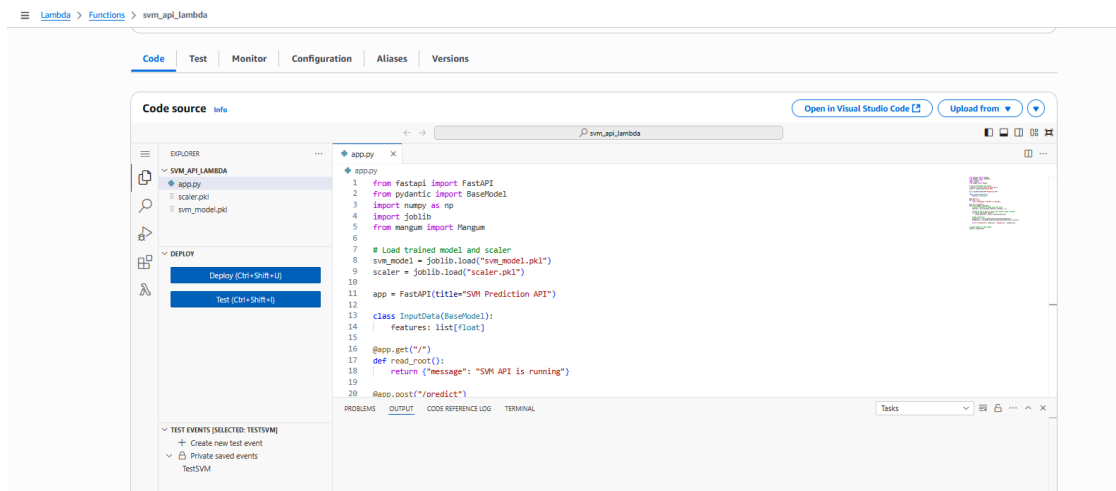 Lambda > Functions > svm_api_lambda
Code Test Monitor Configuration Aliases Versions
Code source Info
Open in Visual Studio Code Upload from
svm_api_lambda
EXPLORER
SVM_API_LAMBDA
app.py
scaler.pkl
svm_model.pkl
DEPLOY
Deploy (Ctrl+Shift+U)
Test (Ctrl+Shift+I)
TEST EVENTS [SELECTED: TESTSVM]
Create new test event
Private saved events
TestSVM
app.py
app.py
1 from fastapi import FastAPI
2 from pydantic import BaseModel
3 import numpy as np
4 import joblib
5 from mangum import Mangum
6
7 # Load trained model and scaler
8 svm_model = joblib.load("svm_model.pkl")
9 scaler = joblib.load("scaler.pkl")
10
11 app = FastAPI(title="SVM Prediction API")
12
13 class InputData(BaseModel):
14 features: list[float]
15
16 @app.get("/")
17 def read_root():
18 return {"message": "SVM API is running"}
19
20 @app.post("/predict")
PROBLEMS OUTPUT CODE REFERENCE LOG TERMINAL
Tasks